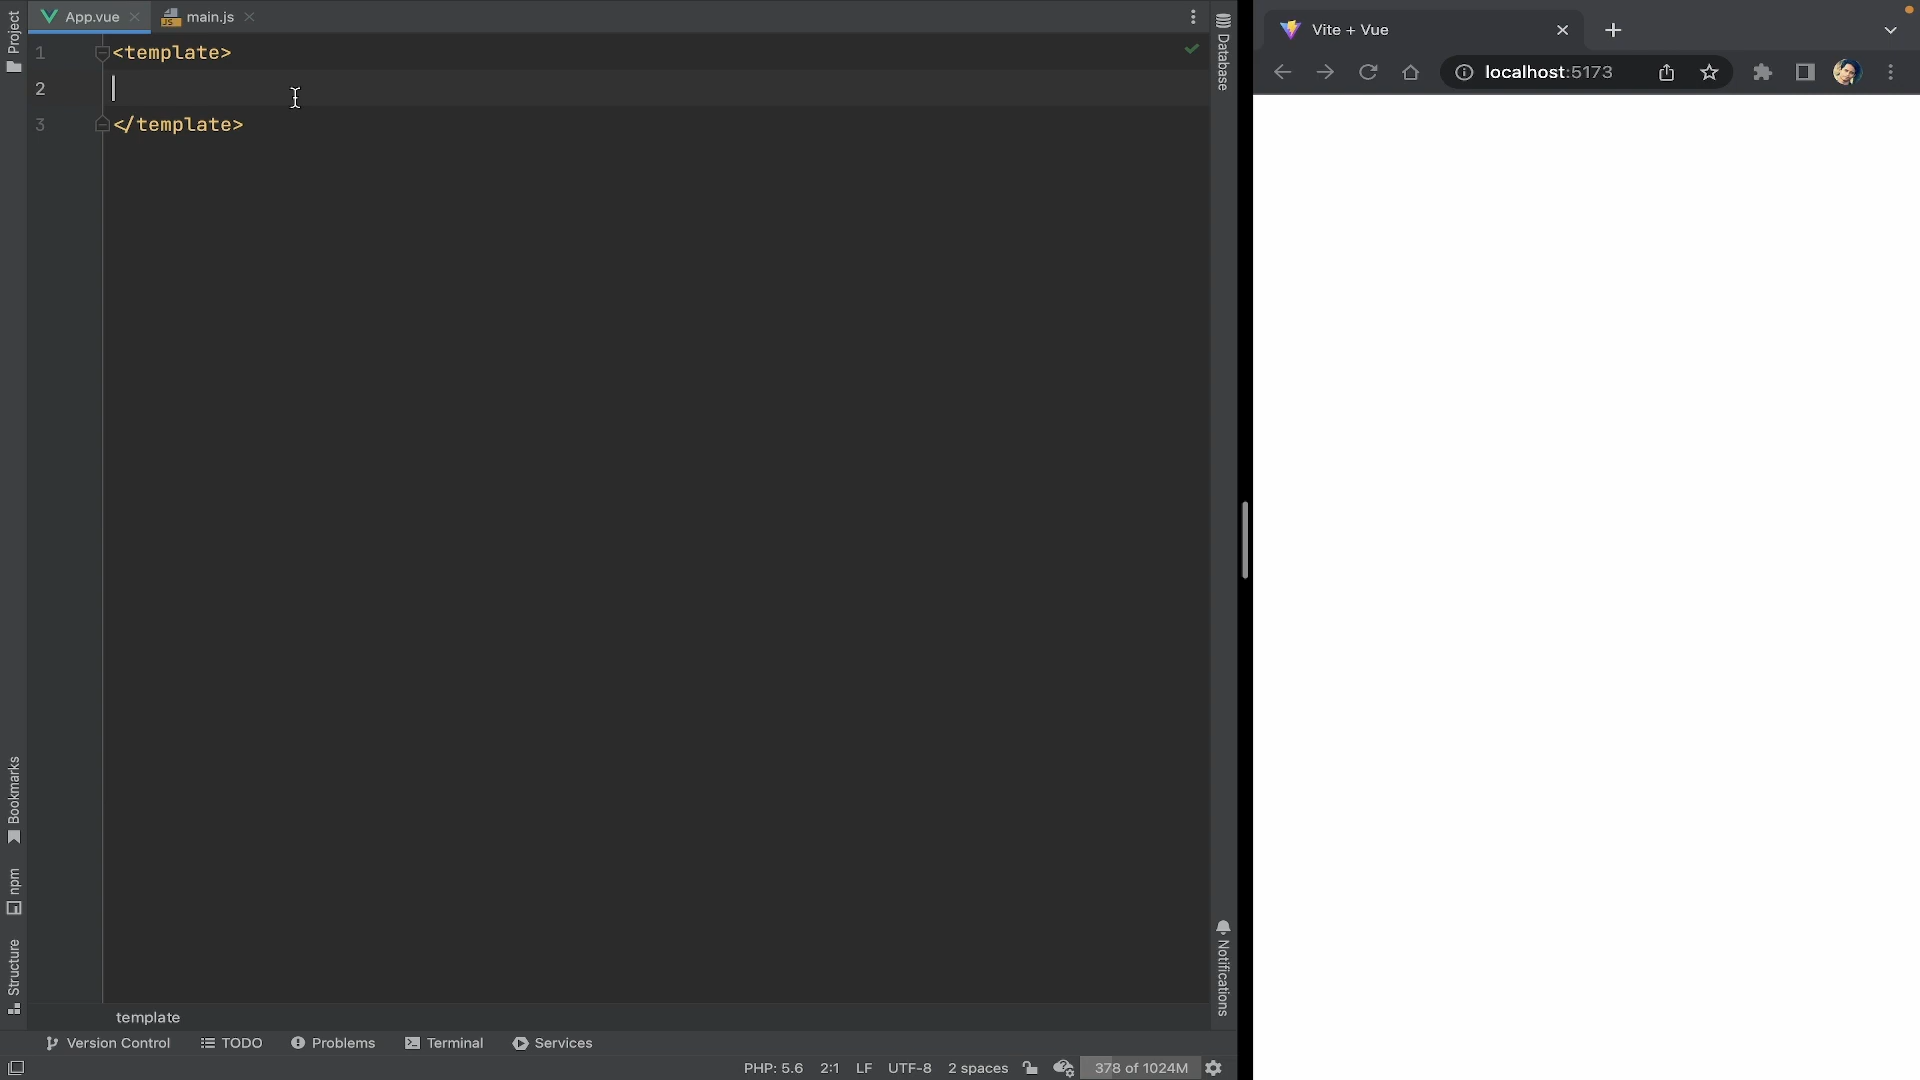 Project
App.vue
main.js
1 <template>
2
3 </template>
Database
Vite + Vue
localhost:5173
Bookmarks
npm
Structure
Notifications
template
Version Control
TODO
Problems
Terminal
Services
PHP: 5.6
2:1
LF
UTF-8
2 spaces
378 of 1024M